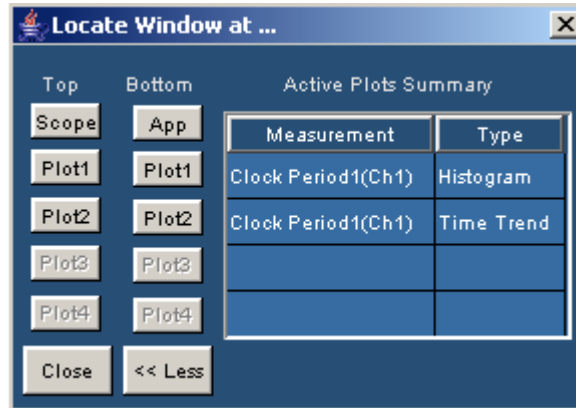 Locate Window at ...
Top Bottom Active Plots Summary
Scope App Measurement Type
Plot1 Plot1 Clock Period1(Ch1) Histogram
Plot2 Plot2 Clock Period1(Ch1) Time Trend
Plot3 Plot3
Plot4 Plot4
Close << Less